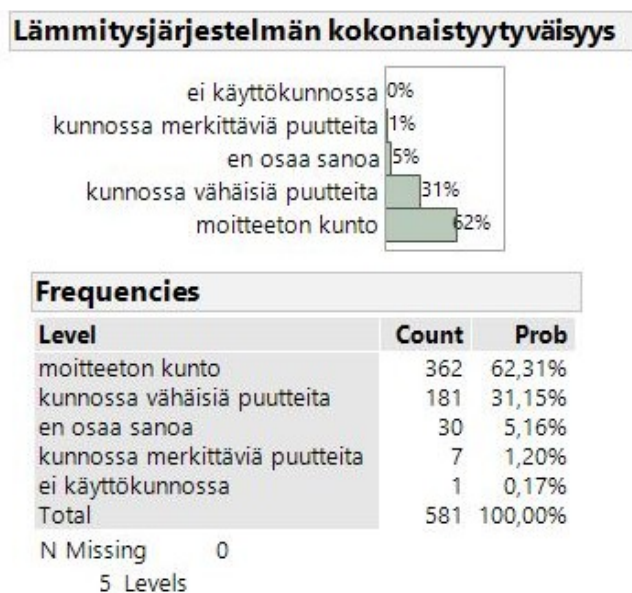 Lämmitysjärjestelmän kokonaistyytyväisyys
ei käyttökunnossa 0%
kunnossa merkittäviä puutteita 1%
en osaa sanoa 5%
kunnossa vähäisiä puutteita 31%
moitteeton kunto 62%
Frequencies
Level Count Prob
moitteeton kunto 362 62,31%
kunnossa vähäisiä puutteita 181 31,15%
en osaa sanoa 30 5,16%
kunnossa merkittäviä puutteita 7 1,20%
ei käyttökunnossa 1 0,17%
Total 581 100,00%
N Missing 0
5 Levels